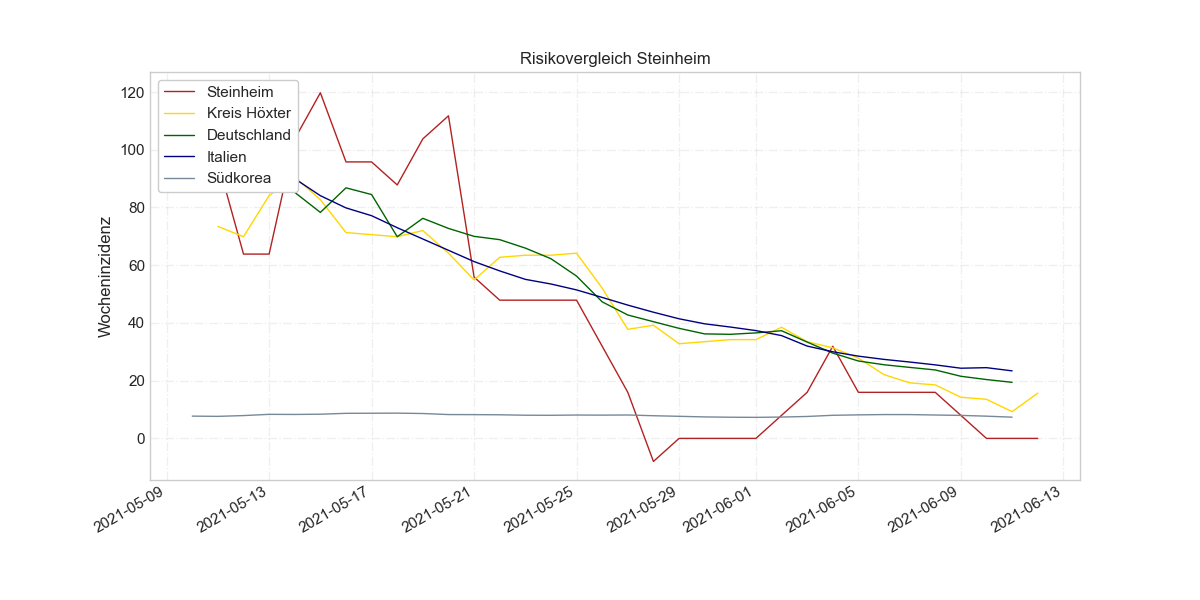 Risikovergleich Steinheim
Steinheim
Kreis Höxter
Deutschland
Italien
Südkorea
Wocheninzidenz
120
100
80
60
40
20
0
2021-05-09
2021-05-13
2021-05-17
2021-05-21
2021-05-25
2021-05-29
2021-06-01
2021-06-05
2021-06-09
2021-06-13